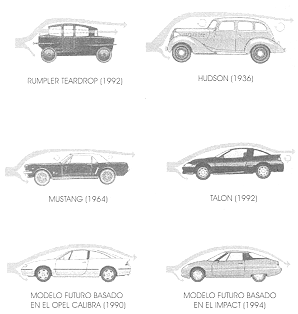 RUMPLER TEARDROP (1992)
HUDSON (1936)
MUSTANG (1964)
TALON (1992)
MODELO FUTURO BASADO
EN EL OPEL CALIBRA (1990)
MODELO FUTURO BASADO
EN EL IMPACT (1994)